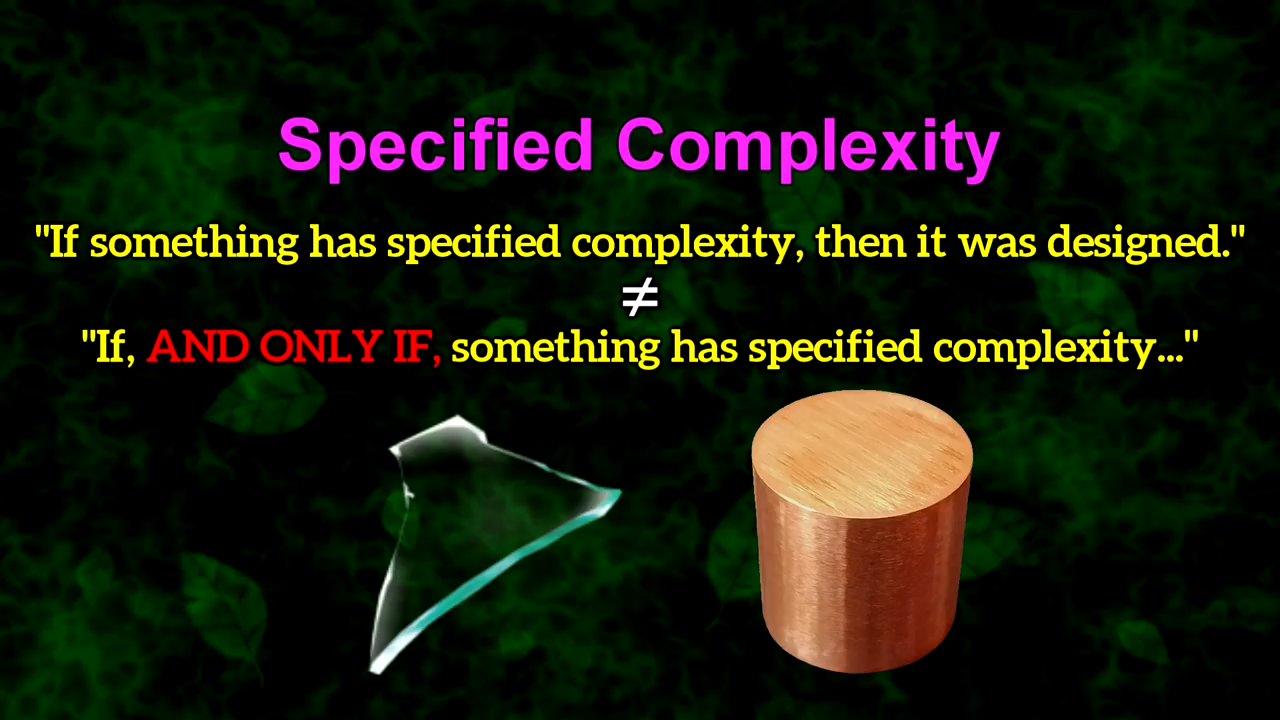 Specified Complexity
"If something has specified complexity, then it was designed."
≠
"If, AND ONLY IF, something has specified complexity..."